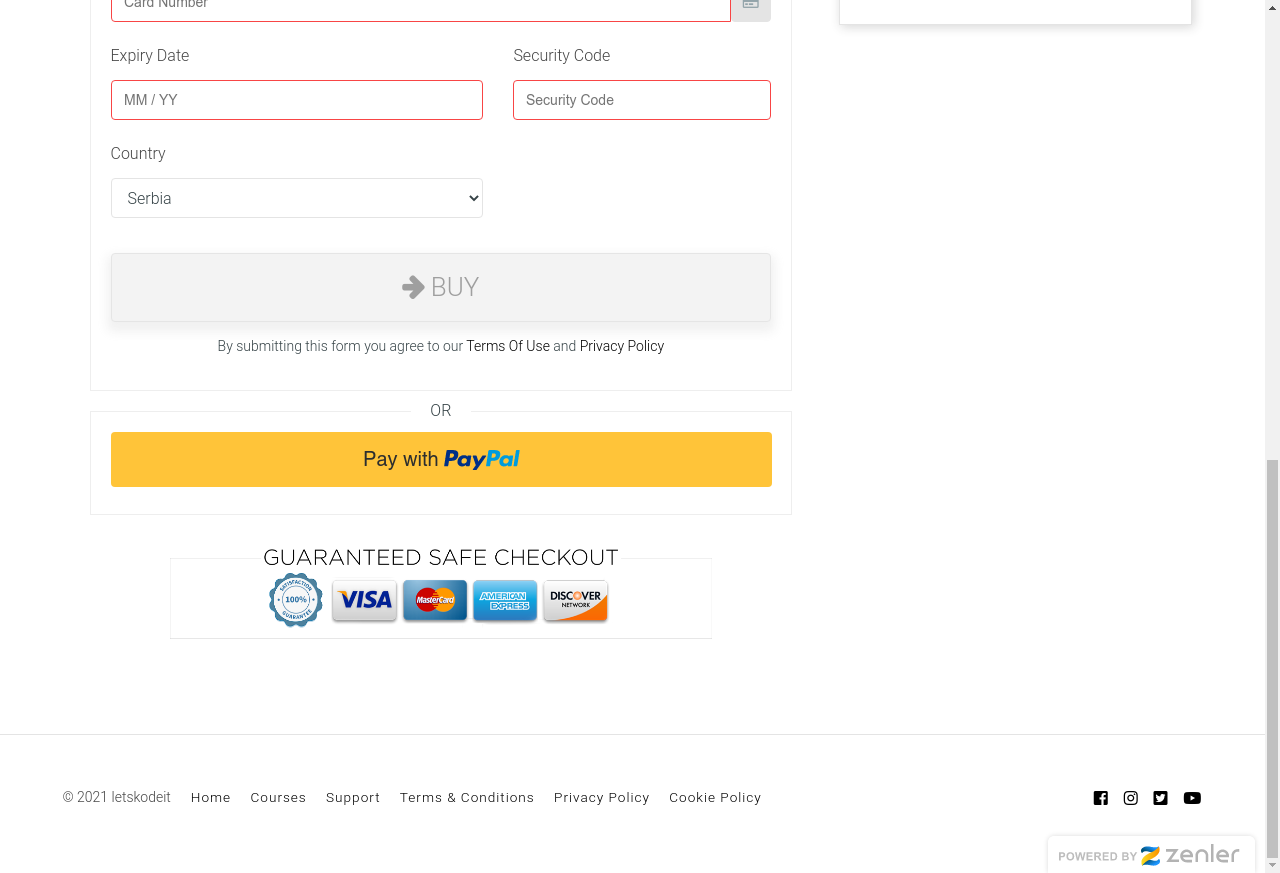 Card Number
Expiry Date
Security Code
MM / YY
Security Code
Country
Serbia
BUY
By submitting this form you agree to our Terms Of Use and Privacy Policy
OR
Pay with PayPal
GUARANTEED SAFE CHECKOUT
SATISFACTION 100% GUARANTEE
VISA
MasterCard
AMERICAN EXPRESS
DISCOVER NETWORK
© 2021 letskodeit Home Courses Support Terms & Conditions Privacy Policy Cookie Policy
POWERED BY zenler